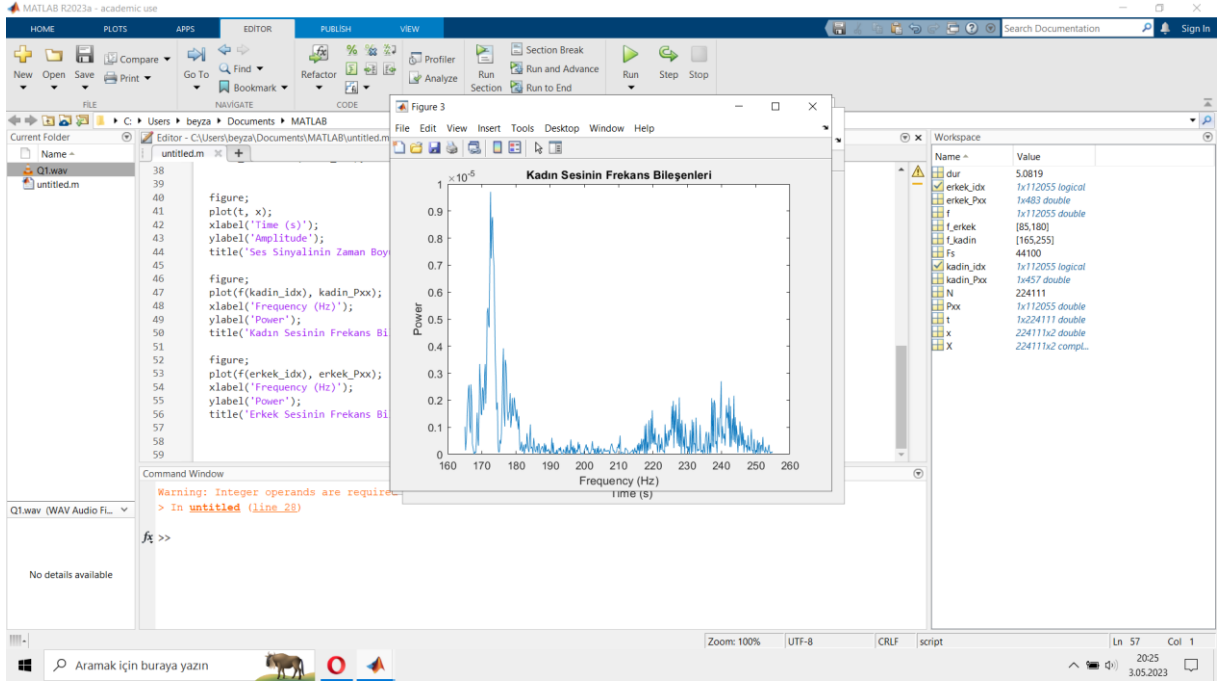 MATLAB R2023a - academic use
HOME PLOTS APPS EDITOR PUBLISH VIEW
Search Documentation
Sign In
New Open Save
Compare
Print
Go To
Q Find
Bookmark
Refactor
Profiler
Analyze
Run Section
Section Break
Run and Advance
Run to End
Run Step Stop
FILE NAVIGATE CODE
C: Users beyza Documents MATLAB
Current Folder
Name
Q1.wav
untitled.m
Q1.wav (WAV Audio Fi...
No details available
Editor - C:\Users\beyza\Documents\MATLAB\untitled.m
untitled.m
38
39
40 figure;
41 plot(t, x);
42 xlabel('Time (s)');
43 ylabel('Amplitude');
44 title('Ses Sinyalinin Zaman Boy
45
46 figure;
47 plot(f(kadin_idx), kadin_Pxx);
48 xlabel('Frequency (Hz)');
49 ylabel('Power');
50 title('Kadın Sesinin Frekans Bi
51
52 figure;
53 plot(f(erkek_idx), erkek_Pxx);
54 xlabel('Frequency (Hz)');
55 ylabel('Power');
56 title('Erkek Sesinin Frekans Bi
57
58
59
Figure 3
File Edit View Insert Tools Desktop Window Help
×10-5
Kadın Sesinin Frekans Bileşenleri
1
0.9
0.8
0.7
0.6
0.5
0.4
0.3
0.2
0.1
0
Power
160 170 180 190 200 210 220 230 240 250 260
Frequency (Hz)
Time (s)
Command Window
Warning: Integer operands are require
> In untitled (line 28)
fx >>
Workspace
Name Value
dur 5.0819
erkek_idx 1x112055 logical
erkek_Pxx 1x483 double
f 1x112055 double
f_erkek [85,180]
f_kadin [165,255]
Fs 44100
kadin_idx 1x112055 logical
kadin_Pxx 1x457 double
N 224111
Pxx 1x112055 double
t 1x224111 double
x 224111x2 double
X 224111x2 compl...
Zoom: 100% UTF-8 CRLF script Ln 57 Col 1
Aramak için buraya yazın
20:25
3.05.2023